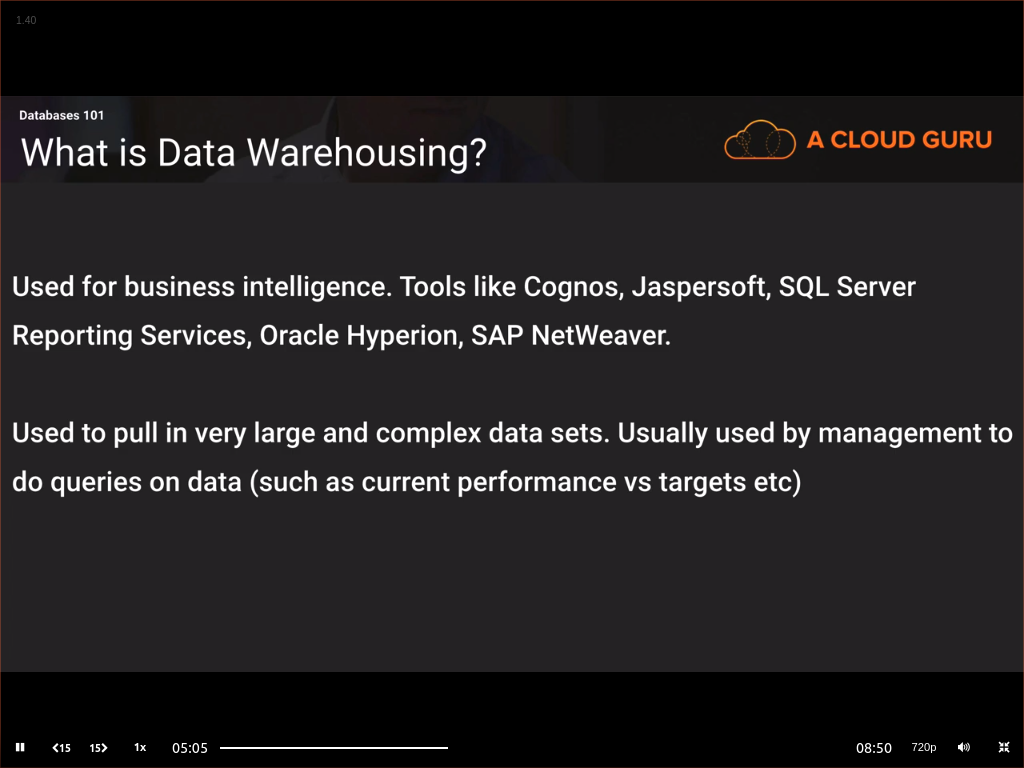 1.40
Databases 101
What is Data Warehousing?
A CLOUD GURU
Used for business intelligence. Tools like Cognos, Jaspersoft, SQL Server
Reporting Services, Oracle Hyperion, SAP NetWeaver.
Used to pull in very large and complex data sets. Usually used by management to
do queries on data (such as current performance vs targets etc)
15 15 1x 05:05 08:50 720p